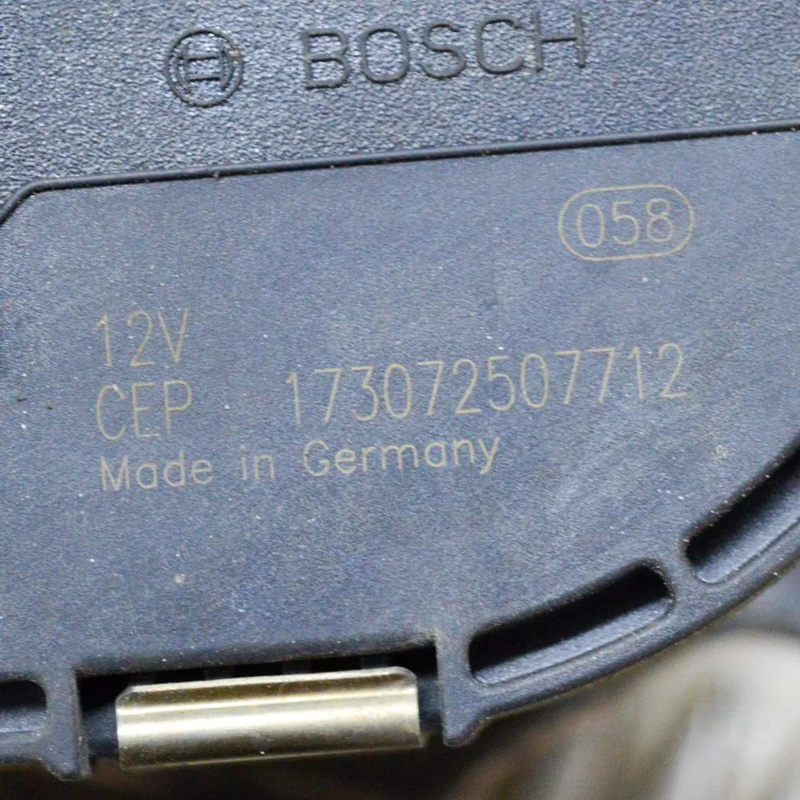 BOSCH
058
12V
CEP 173072507712
Made in Germany